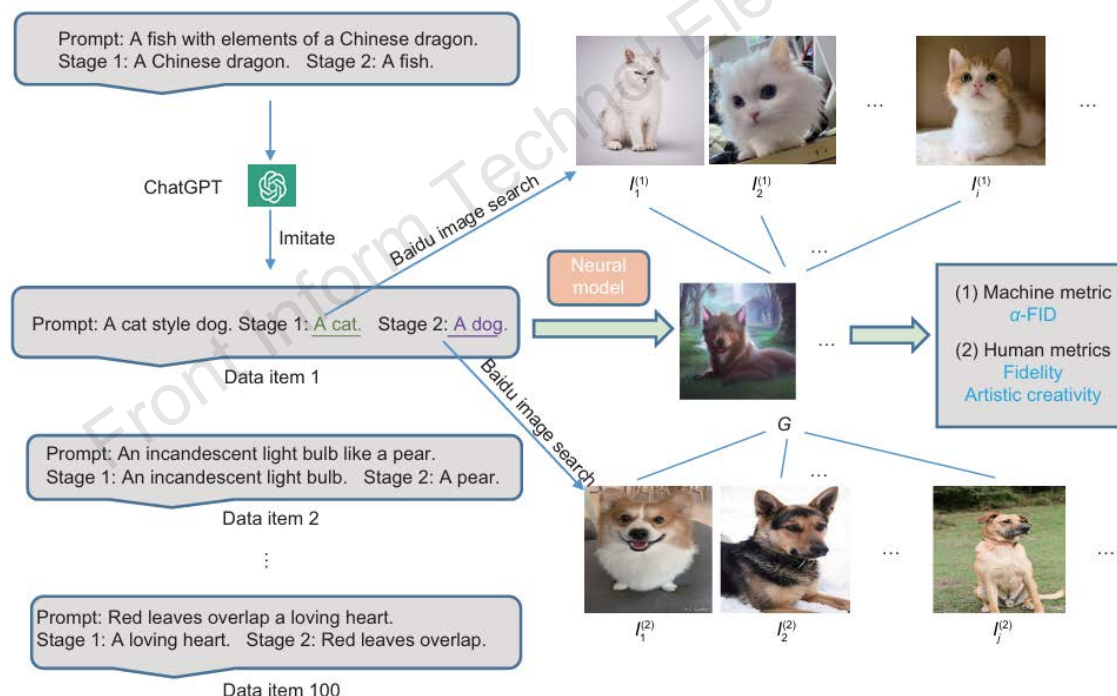 Prompt: A fish with elements of a Chinese dragon.
Stage 1: A Chinese dragon. Stage 2: A fish.
ChatGPT
Imitate
Baidu image search
Prompt: A cat style dog. Stage 1: A cat. Stage 2: A dog.
Data item 1
Baidu image search
Prompt: An incandescent light bulb like a pear.
Stage 1: An incandescent light bulb. Stage 2: A pear.
Data item 2
⋮
Prompt: Red leaves overlap a loving heart.
Stage 1: A loving heart. Stage 2: Red leaves overlap.
Data item 100
... ...
I₁⁽¹⁾ I₂⁽¹⁾ Iⱼ⁽¹⁾
...
Neural
model
...
G
...
... ...
I₁⁽²⁾ I₂⁽²⁾ Iⱼ⁽²⁾
(1) Machine metric
α-FID
(2) Human metrics
Fidelity
Artistic creativity
Front Inform Technol Elec